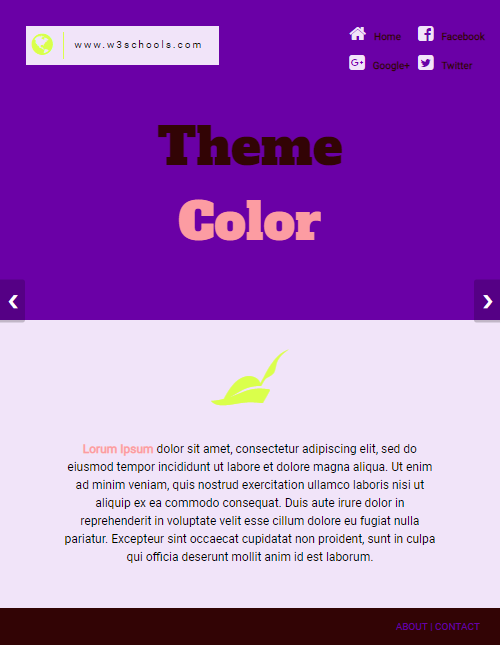 www.w3schools.com
Home
Facebook
Google+
Twitter
Theme
Color
Lorum Ipsum dolor sit amet, consectetur adipiscing elit, sed do
eiusmod tempor incididunt ut labore et dolore magna aliqua. Ut enim
ad minim veniam, quis nostrud exercitation ullamco laboris nisi ut
aliquip ex ea commodo consequat. Duis aute irure dolor in
reprehenderit in voluptate velit esse cillum dolore eu fugiat nulla
pariatur. Excepteur sint occaecat cupidatat non proident, sunt in culpa
qui officia deserunt mollit anim id est laborum.
ABOUT | CONTACT